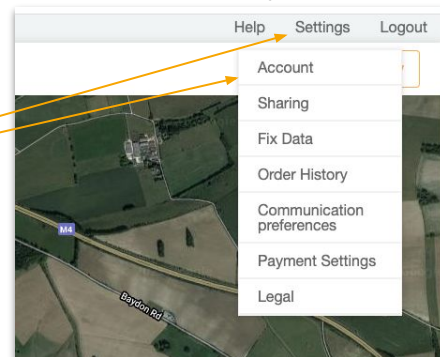 Help Settings Logout
Account
Sharing
Fix Data
Order History
Communication
preferences
Payment Settings
Legal
M4
Baydon Rd